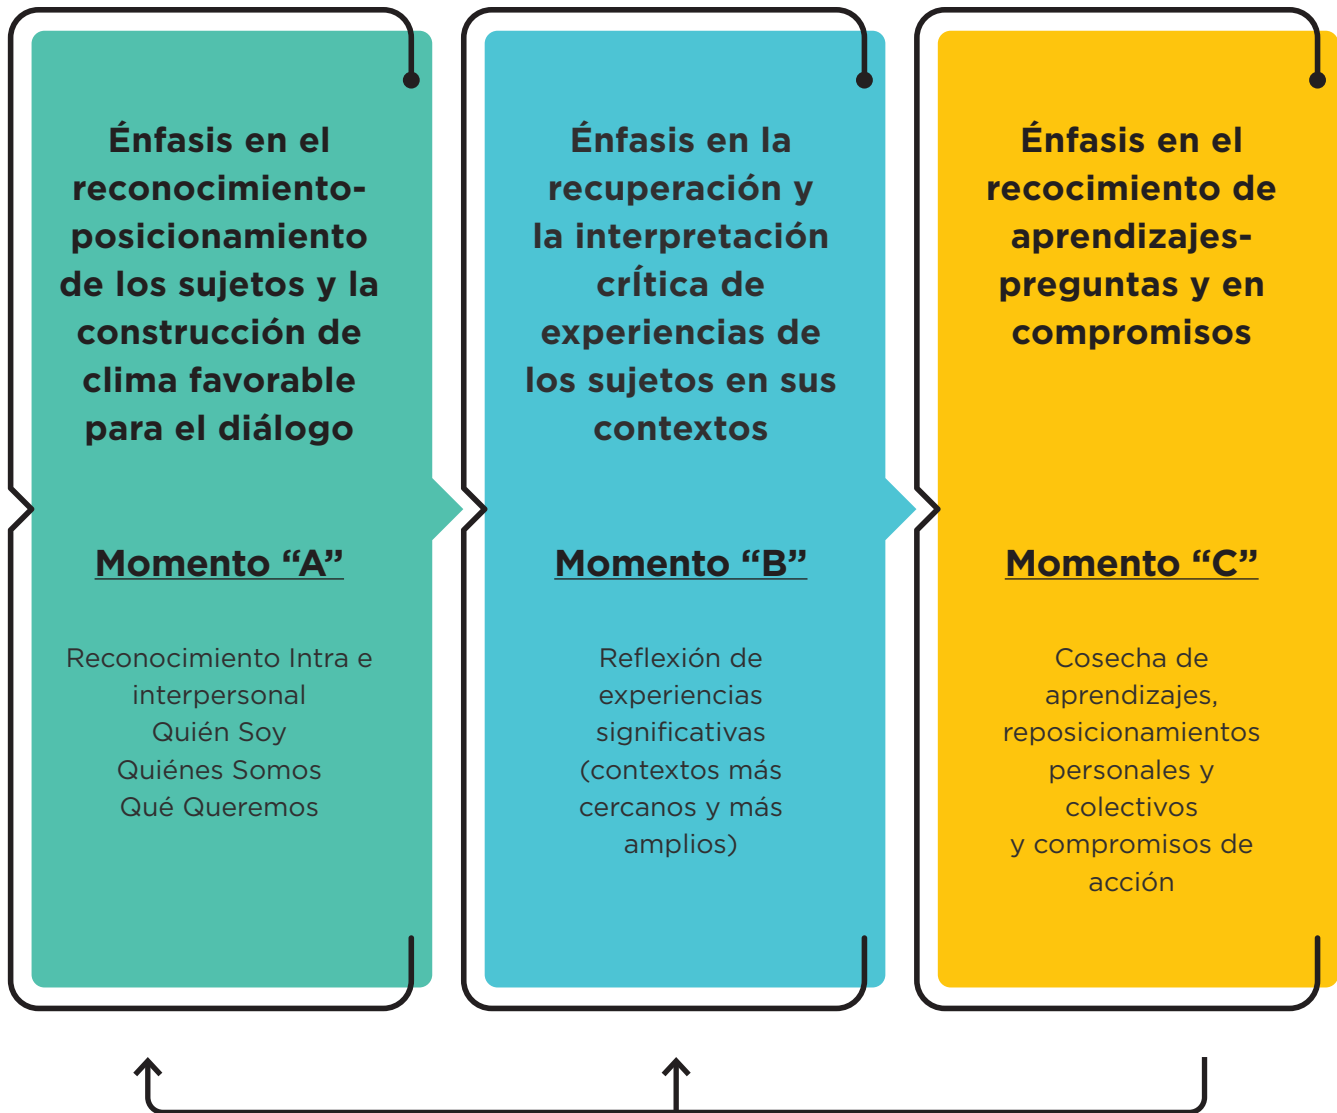 Énfasis en el
reconocimiento-
posicionamiento
de los sujetos y la
construcción de
clima favorable
para el diálogo
Momento “A”
Reconocimiento Intra e
interpersonal
Quién Soy
Quiénes Somos
Qué Queremos
Énfasis en la
recuperación y
la interpretación
crÍtica de
experiencias de
los sujetos en sus
contextos
Momento “B”
Reflexión de
experiencias
significativas
(contextos más
cercanos y más
amplios)
Énfasis en el
recocimiento de
aprendizajes-
preguntas y en
compromisos
Momento “C”
Cosecha de
aprendizajes,
reposicionamientos
personales y
colectivos
y compromisos de
acción